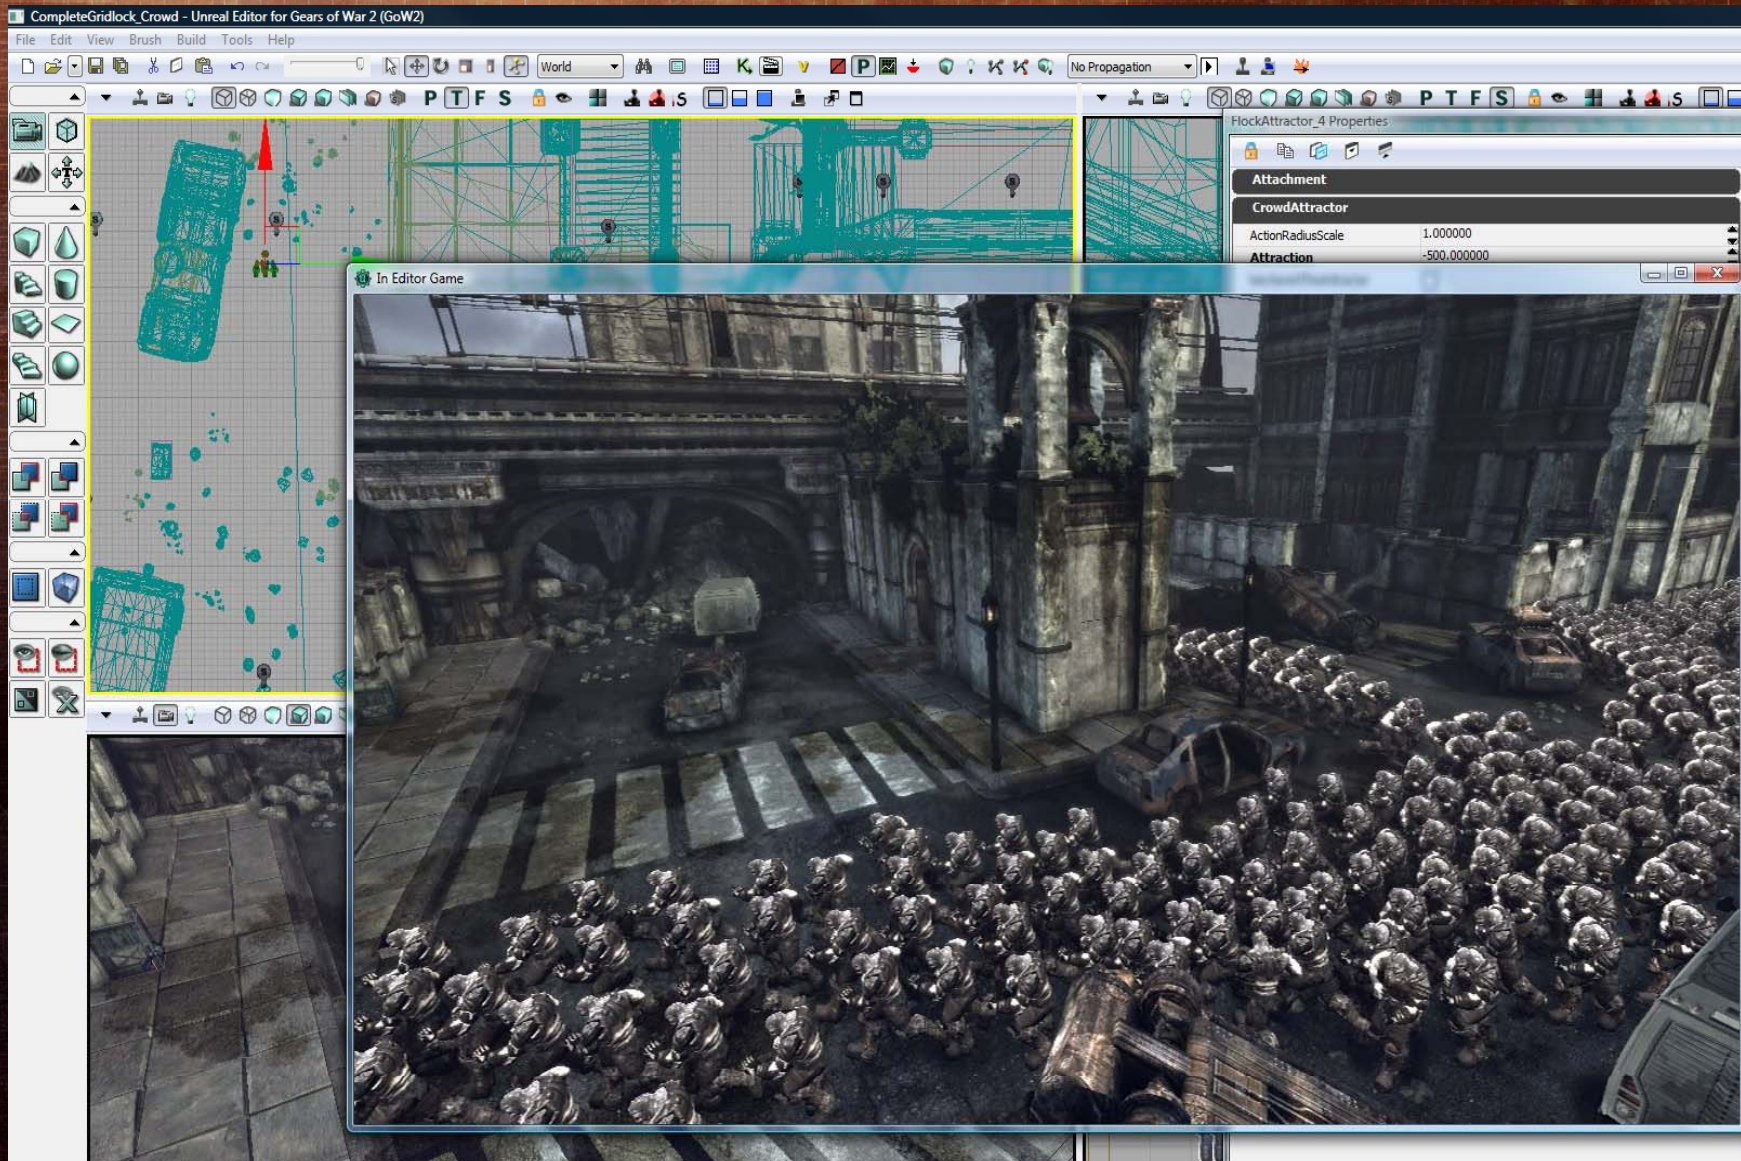 CompleteGridlock_Crowd - Unreal Editor for Gears of War 2 (GoW2)
File Edit View Brush Build Tools Help
World
P
No Propagation
P T F S
P T F S
FlockAttractor_4 Properties
Attachment
CrowdAttractor
ActionRadiusScale 1.000000
Attraction -500.000000
In Editor Game